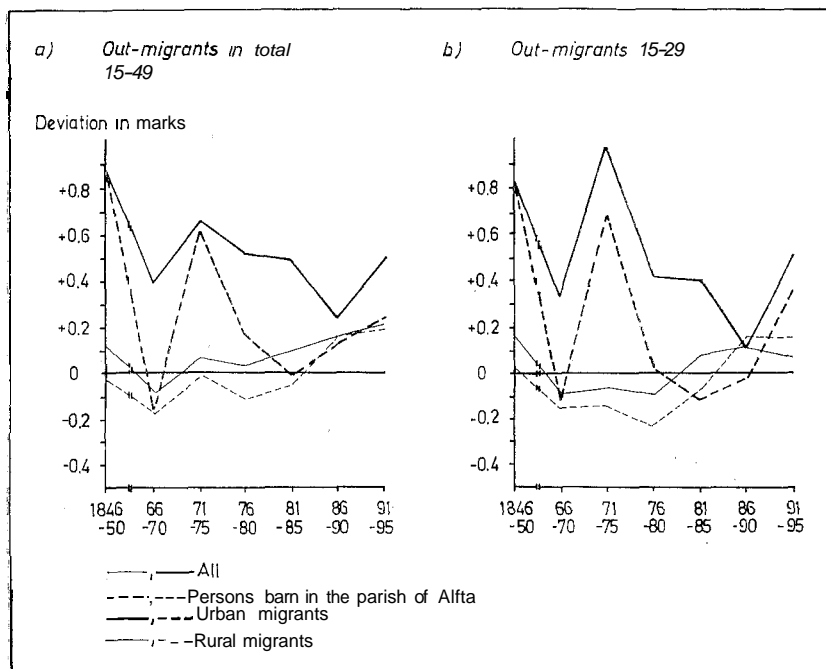 a) Out-migrants in total
15-49
b) Out-migrants 15-29
Deviation in marks
+0.8
+0.6
+0.4
+0.2
0
-0.2
-0.4
1846 66 71 76 81 86 91
-50 -70 -75 -80 -85 -90 -95
+0.8
+0.6
+0.4
+0.2
0
-0.2
-0.4
1846 66 71 76 81 86 91
-50 -70 -75 -80 -85 -90 -95
All
Persons barn in the parish of Alfta
Urban migrants
Rural migrants